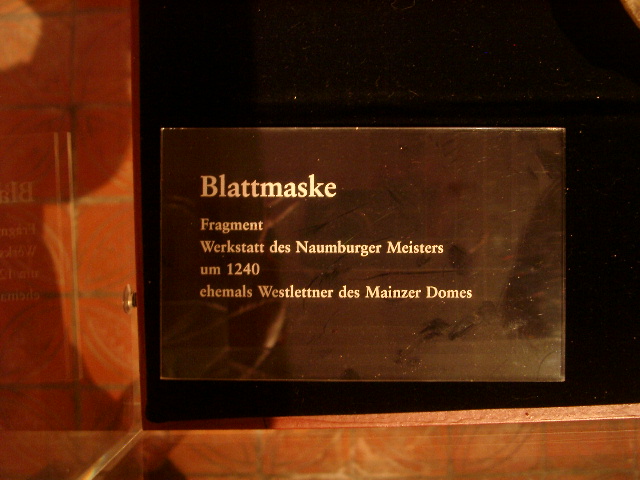 Blattmaske
Fragment
Werkstatt des Naumburger Meisters
um 1240
ehemals Westlettner des Mainzer Domes